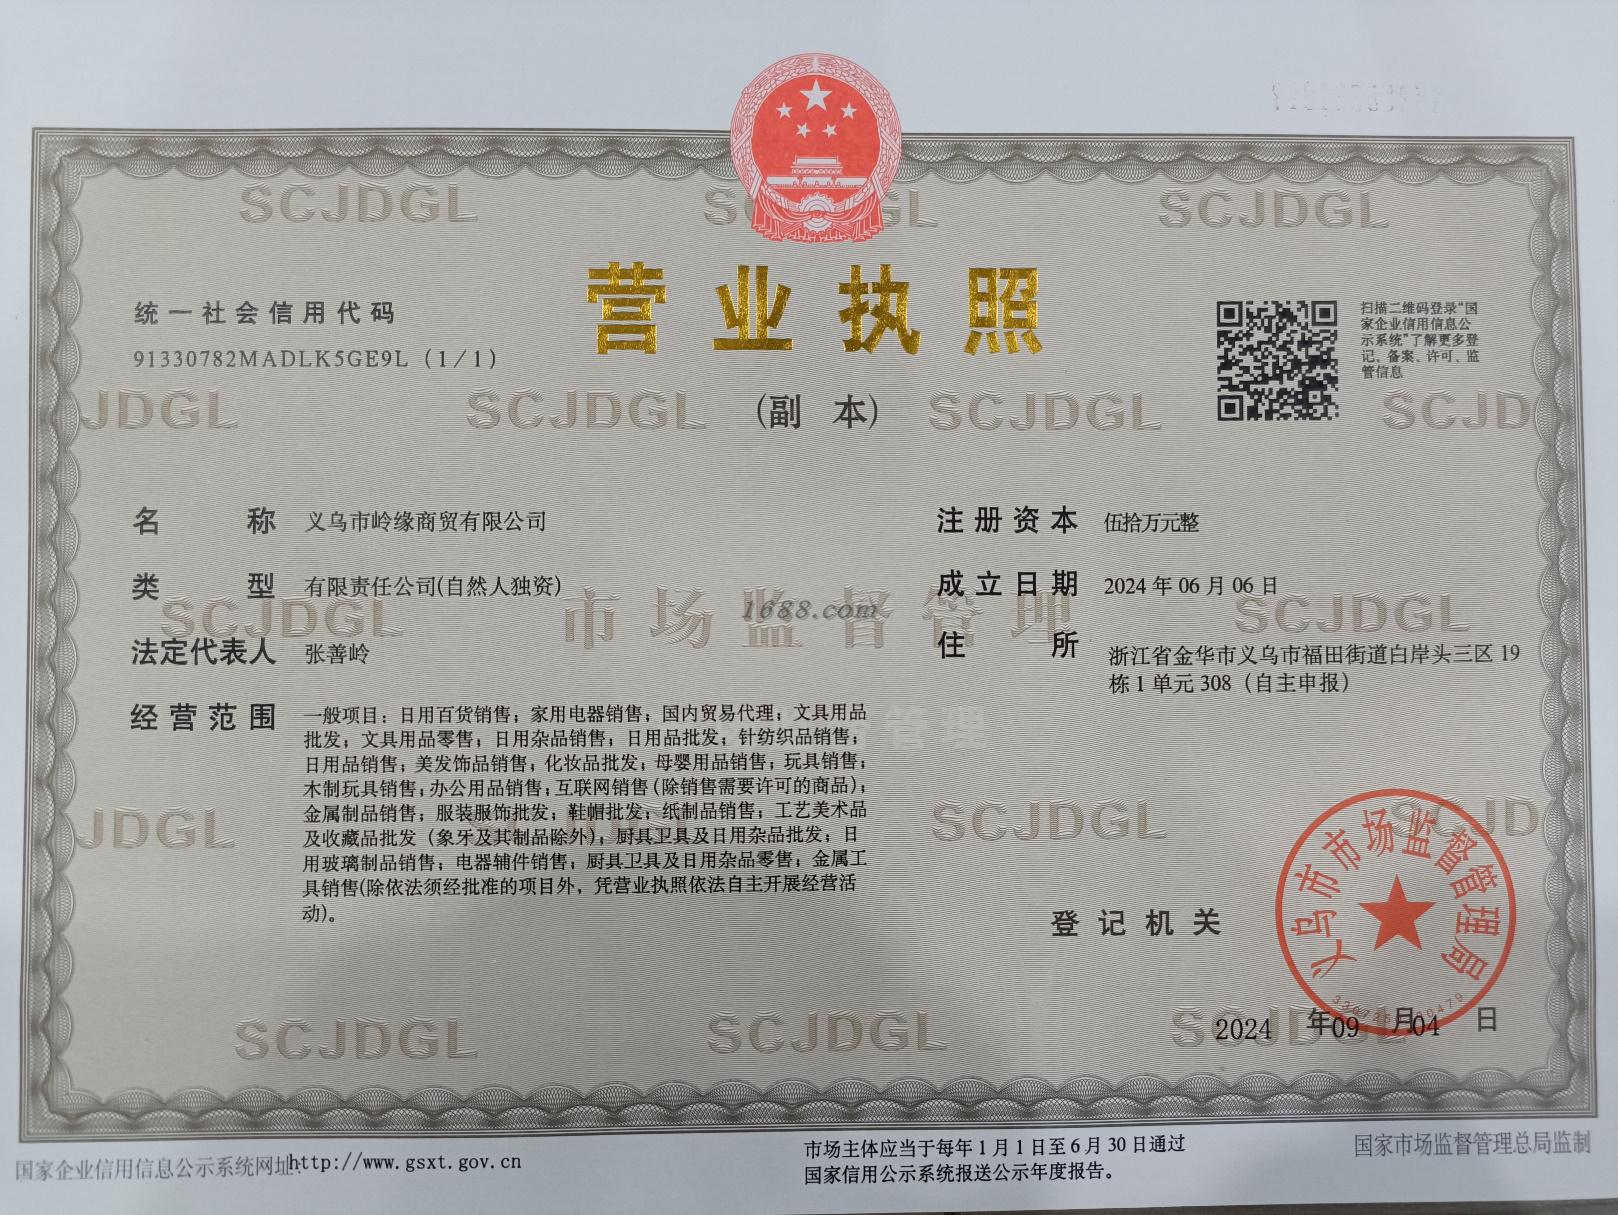 营业执照
(副 本)
统一社会信用代码
91330782MADLK5GE9L（1/1）
扫描二维码登录“国
家企业信用信息公
示系统”了解更多登
记、备案、许可、监
管信息
名 称 义乌市岭缘商贸有限公司
类 型 有限责任公司(自然人独资)
法定代表人 张善岭
经营范围 一般项目：日用百货销售；家用电器销售；国内贸易代理；文具用品
批发；文具用品零售；日用杂品销售；日用品批发；针纺织品销售；
日用品销售；美发饰品销售；化妆品批发；母婴用品销售；玩具销售；
木制玩具销售；办公用品销售；互联网销售（除销售需要许可的商品）；
金属制品销售；服装服饰批发；鞋帽批发；纸制品销售；工艺美术品
及收藏品批发（象牙及其制品除外）；厨具卫具及日用杂品批发；日
用玻璃制品销售；电器辅件销售；厨具卫具及日用杂品零售；金属工
具销售(除依法须经批准的项目外，凭营业执照依法自主开展经营活
动)。
注册资本 伍拾万元整
成立日期 2024年06月06日
住 所 浙江省金华市义乌市福田街道白岸头三区19
栋1单元308（自主申报）
1688.com
市场监督管理
SCJDGL
登记机关
义乌市市场监督管理局
2024 年09 月04 日
国家企业信用信息公示系统网址:http://www.gsxt.gov.cn
市场主体应当于每年1月1日至6月30日通过
国家信用公示系统报送公示年度报告。
国家市场监督管理总局监制